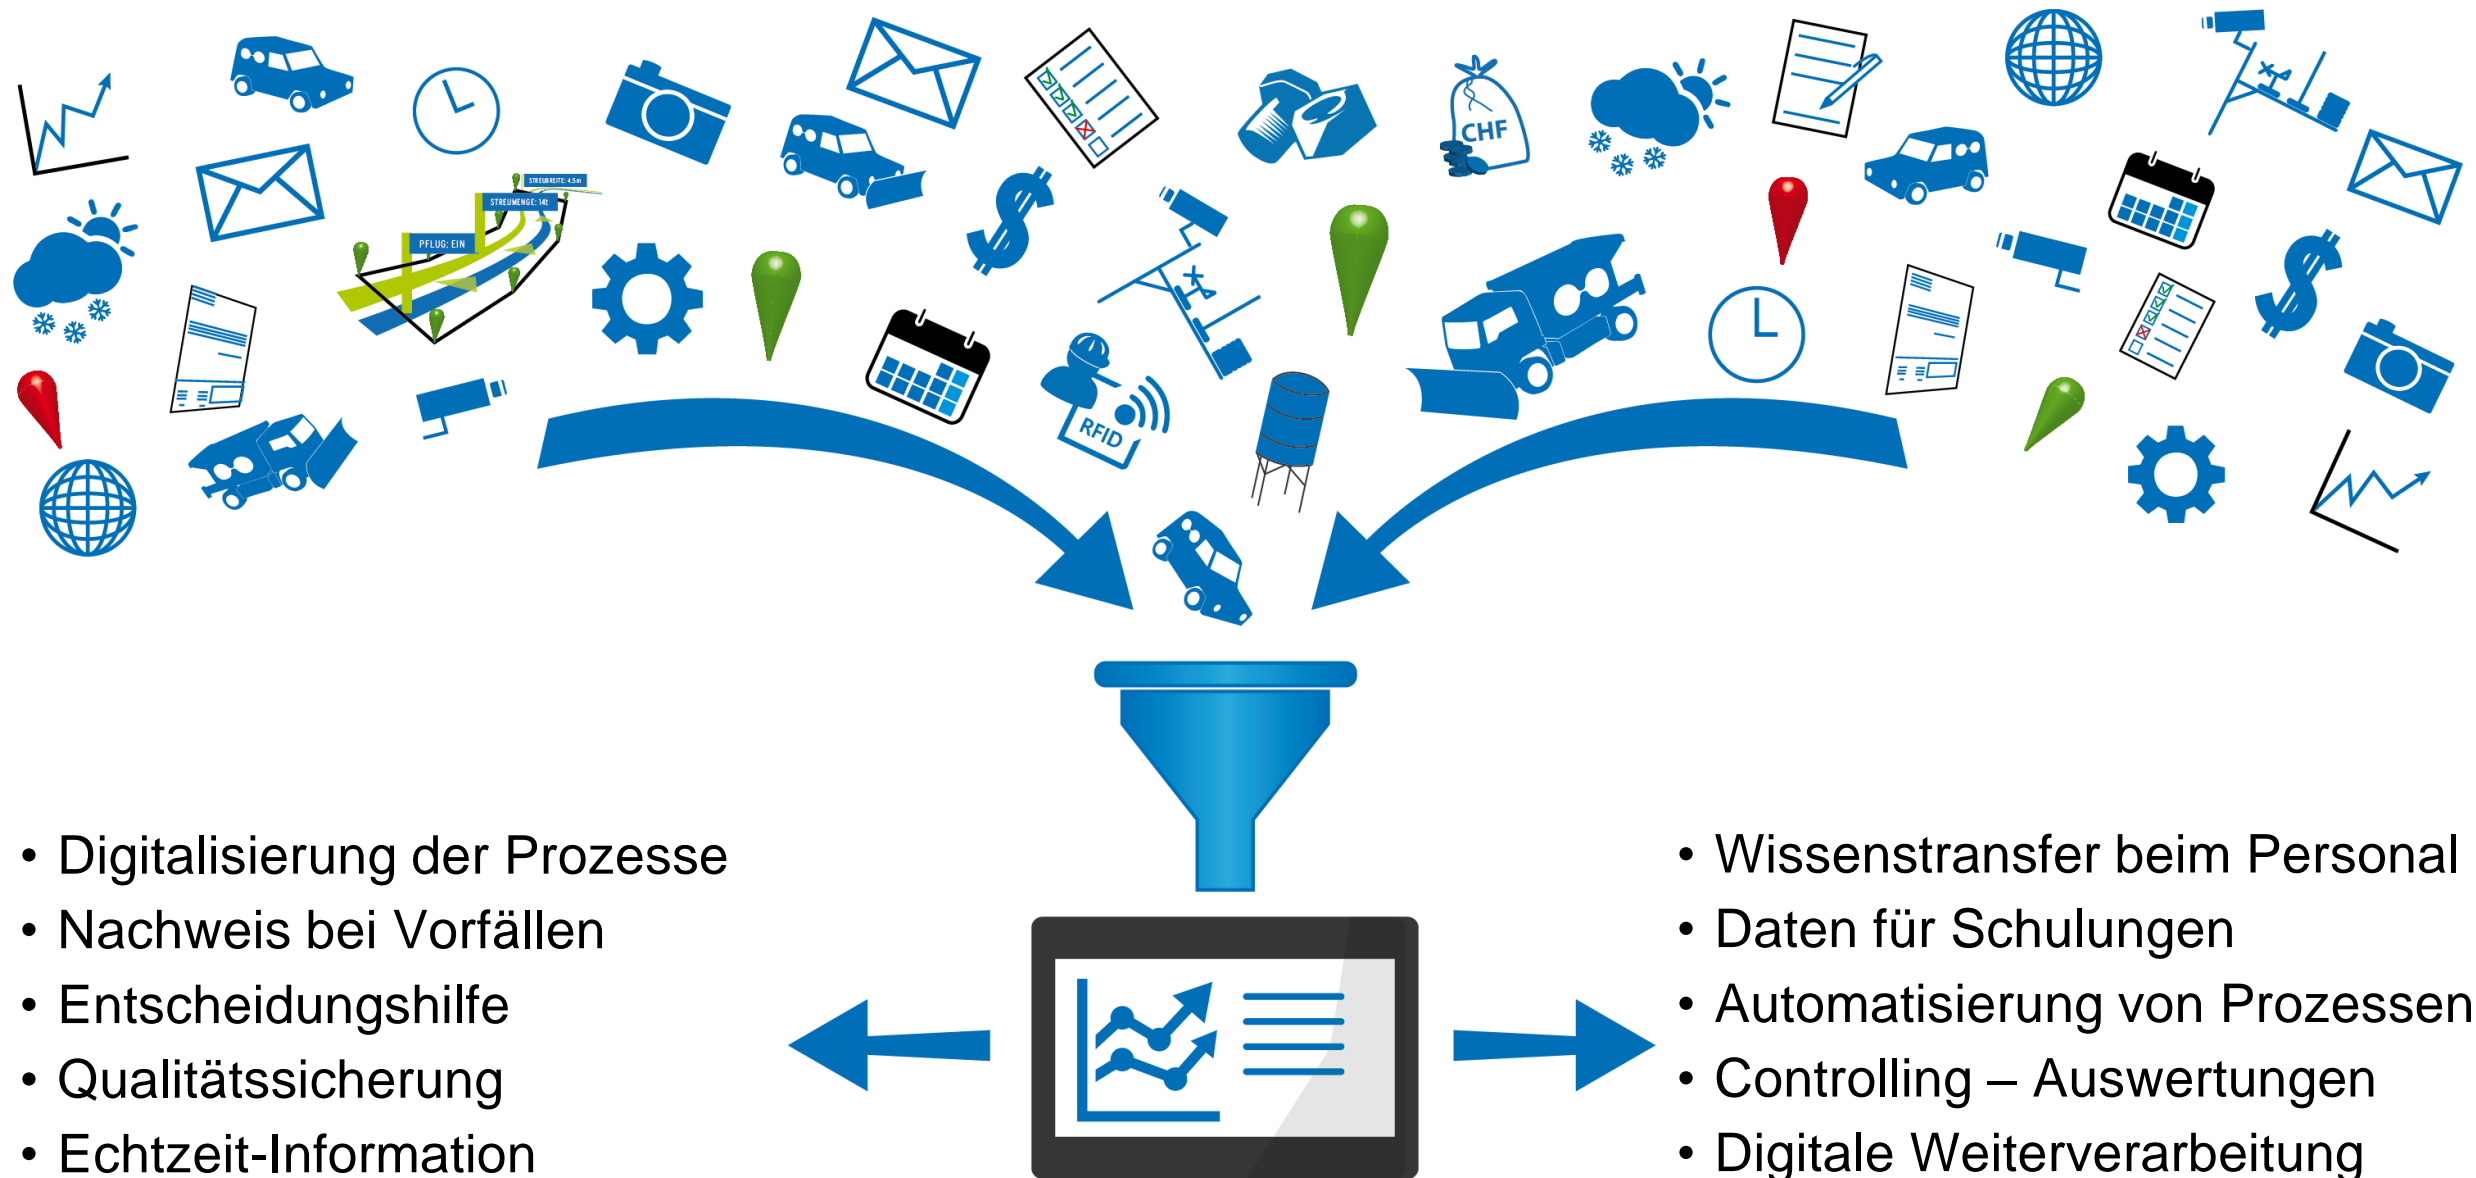 STREUBREITE: 4.5m
STREUMENGE: 14t
PFLUG: EIN
CHF
RFID
• Digitalisierung der Prozesse
• Nachweis bei Vorfällen
• Entscheidungshilfe
• Qualitätssicherung
• Echtzeit-Information
• Wissenstransfer beim Personal
• Daten für Schulungen
• Automatisierung von Prozessen
• Controlling – Auswertungen
• Digitale Weiterverarbeitung